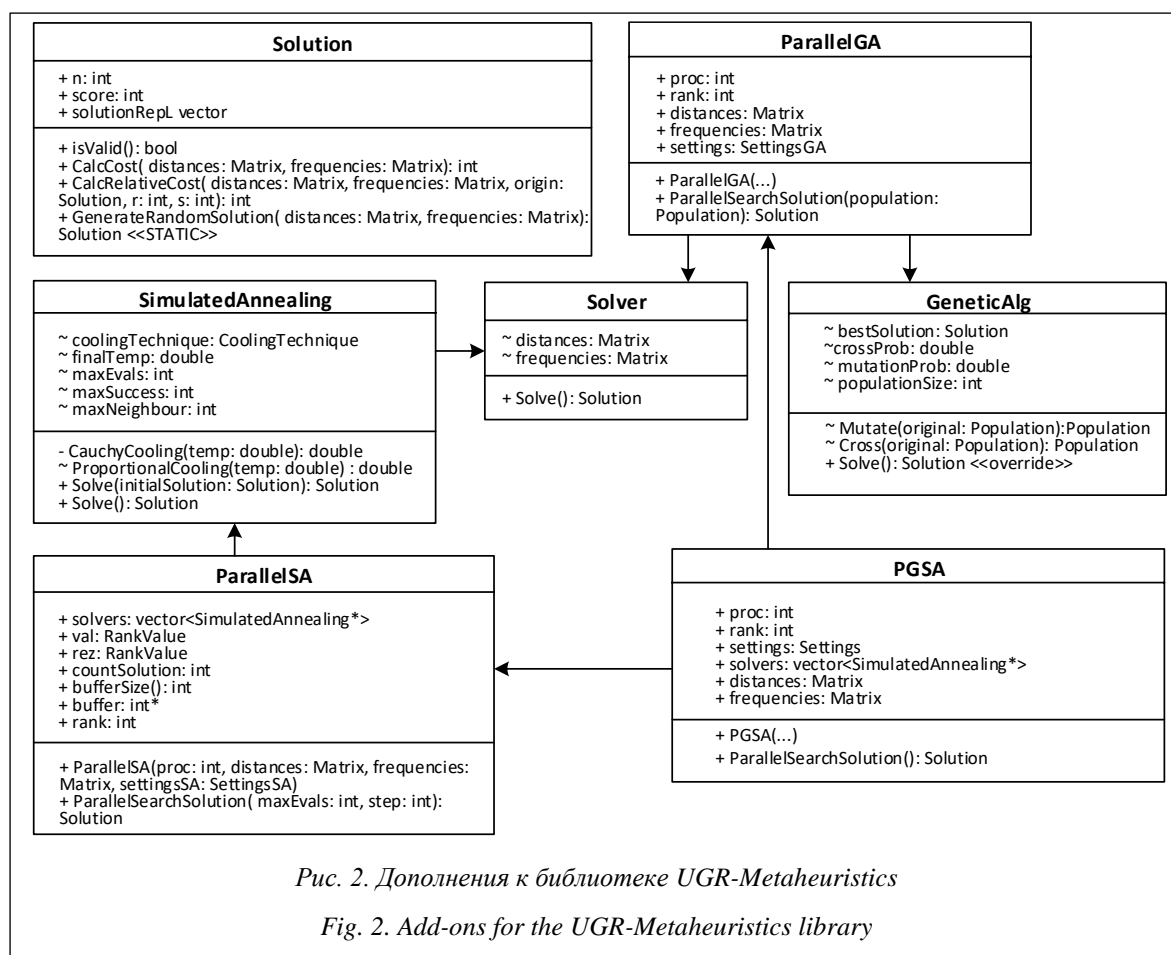 Solution
+ n: int
+ score: int
+ solutionRepL vector
+ isValid(): bool
+ CalcCost( distances: Matrix, frequencies: Matrix): int
+ CalcRelativeCost( distances: Matrix, frequencies: Matrix, origin:
Solution, r: int, s: int): int
+ GenerateRandomSolution( distances: Matrix, frequencies: Matrix):
Solution <<STATIC>>
ParallelGA
+ proc: int
+ rank: int
+ distances: Matrix
+ frequencies: Matrix
+ settings: SettingsGA
+ ParallelGA(...)
+ ParallelSearchSolution(population:
Population): Solution
SimulatedAnnealing
~ coolingTechnique: CoolingTechnique
~ finalTemp: double
~ maxEvals: int
~ maxSuccess: int
~ maxNeighbour: int
- CauchyCooling(temp: double): double
~ ProportionalCooling(temp: double) : double
+ Solve(initialSolution: Solution): Solution
+ Solve(): Solution
Solver
~ distances: Matrix
~ frequencies: Matrix
+ Solve(): Solution
GeneticAlg
~ bestSolution: Solution
~crossProb: double
~ mutationProb: double
~ populationSize: int
~ Mutate(original: Population):Population
~ Cross(original: Population): Population
+ Solve(): Solution <<override>>
ParallelSA
+ solvers: vector<SimulatedAnnealing*>
+ val: RankValue
+ rez: RankValue
+ countSolution: int
+ bufferSize(): int
+ buffer: int*
+ rank: int
+ ParallelSA(proc: int, distances: Matrix, frequencies:
Matrix, settingsSA: SettingsSA)
+ ParallelSearchSolution( maxEvals: int, step: int):
Solution
PGSA
+ proc: int
+ rank: int
+ settings: Settings
+ solvers: vector<SimulatedAnnealing*>
+ distances: Matrix
+ frequencies: Matrix
+ PGSA(...)
+ ParallelSearchSolution(): Solution
Рис. 2. Дополнения к библиотеке UGR-Metaheuristics
Fig. 2. Add-ons for the UGR-Metaheuristics library